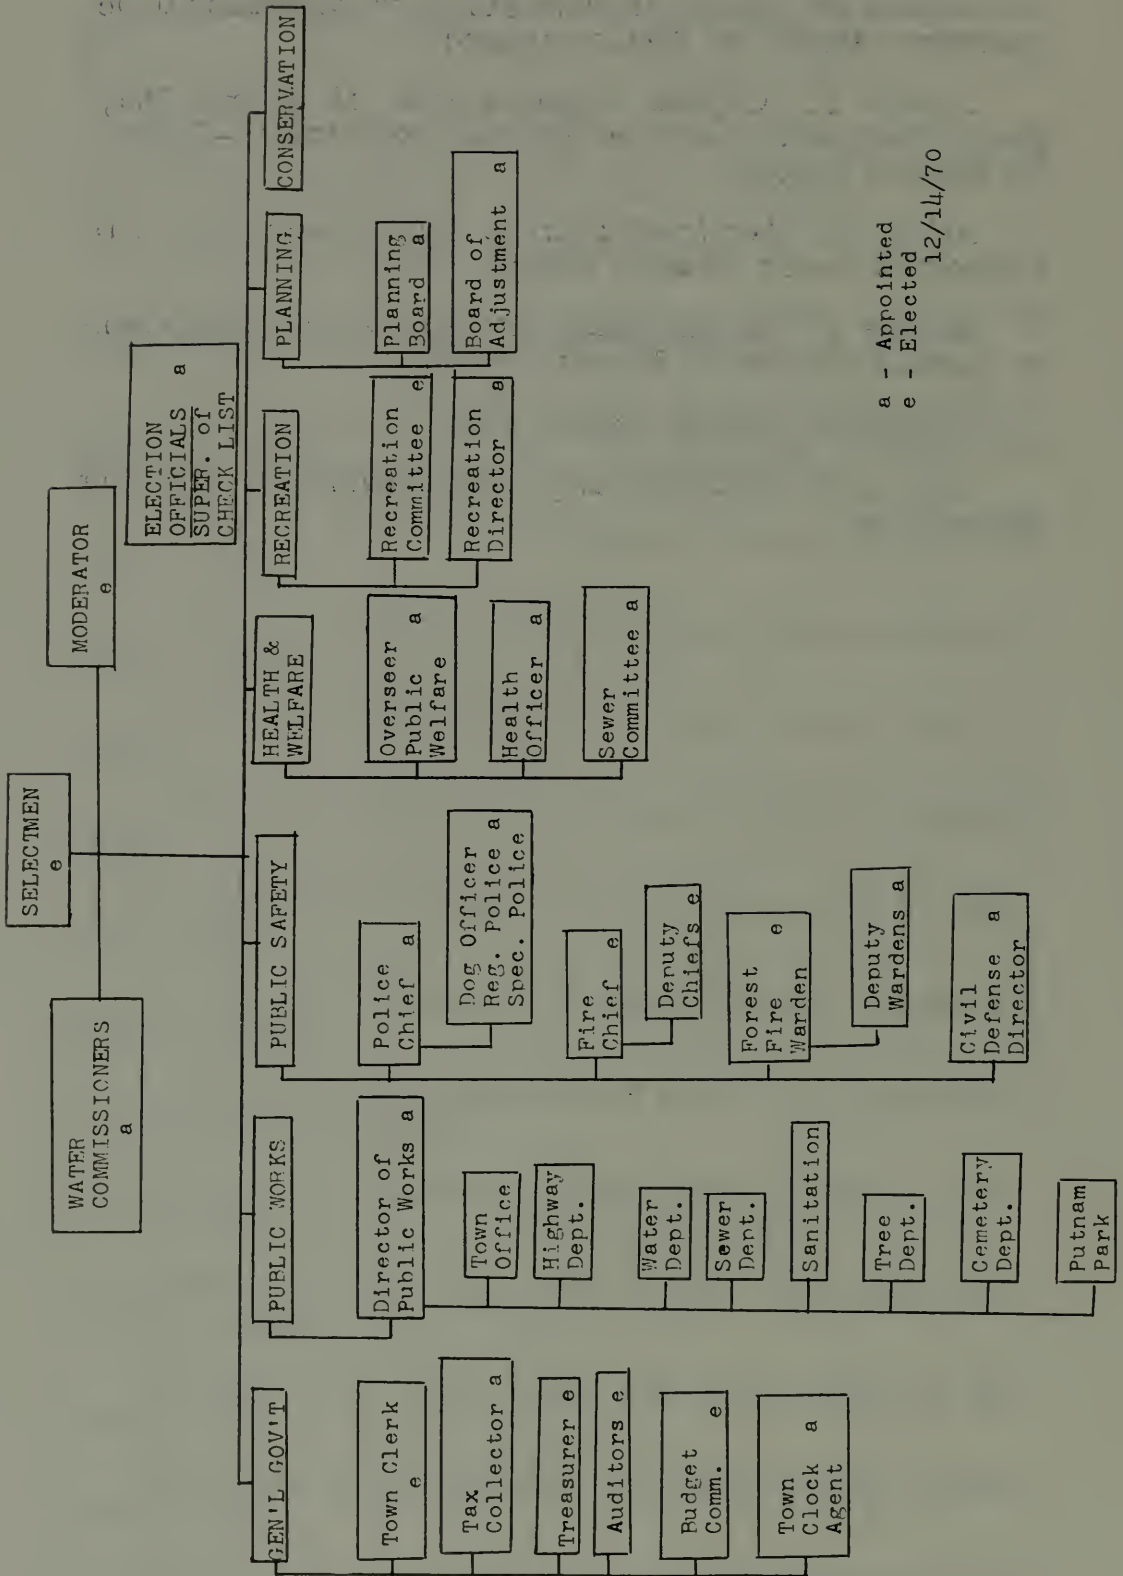 SELECTMEN
e
WATER
COMMISSIONERS
a
MODERATOR
e
ELECTION
OFFICIALS a
SUPER. of
CHECK LIST
GEN'L GOV'T
Town Clerk
e
Tax
Collector a
Treasurer e
Auditors e
Budget e
Comm.
Town
Clock a
Agent
PUBLIC WORKS
Director of
Public Works a
Town
Office
Highway
Dept.
Water
Dept.
Sewer
Dept.
Sanitation
Tree
Dept.
Cemetery
Dept.
Putnam
Park
PUBLIC SAFETY
Police
Chief a
Dog Officer
Reg. Police a
Spec. Police
Fire
Chief e
Deputy
Chiefs e
Forest
Fire e
Warden
Deputy
Wardens a
Civil
Defense a
Director
HEALTH &
WELFARE
Overseer
Public a
Welfare
Health
Officer a
Sewer
Committee a
RECREATION
Recreation
Committee e
Recreation
Director a
PLANNING
Planning
Board a
Board of
Adjustment a
CONSERVATION
a - Appointed
e - Elected
12/14/70